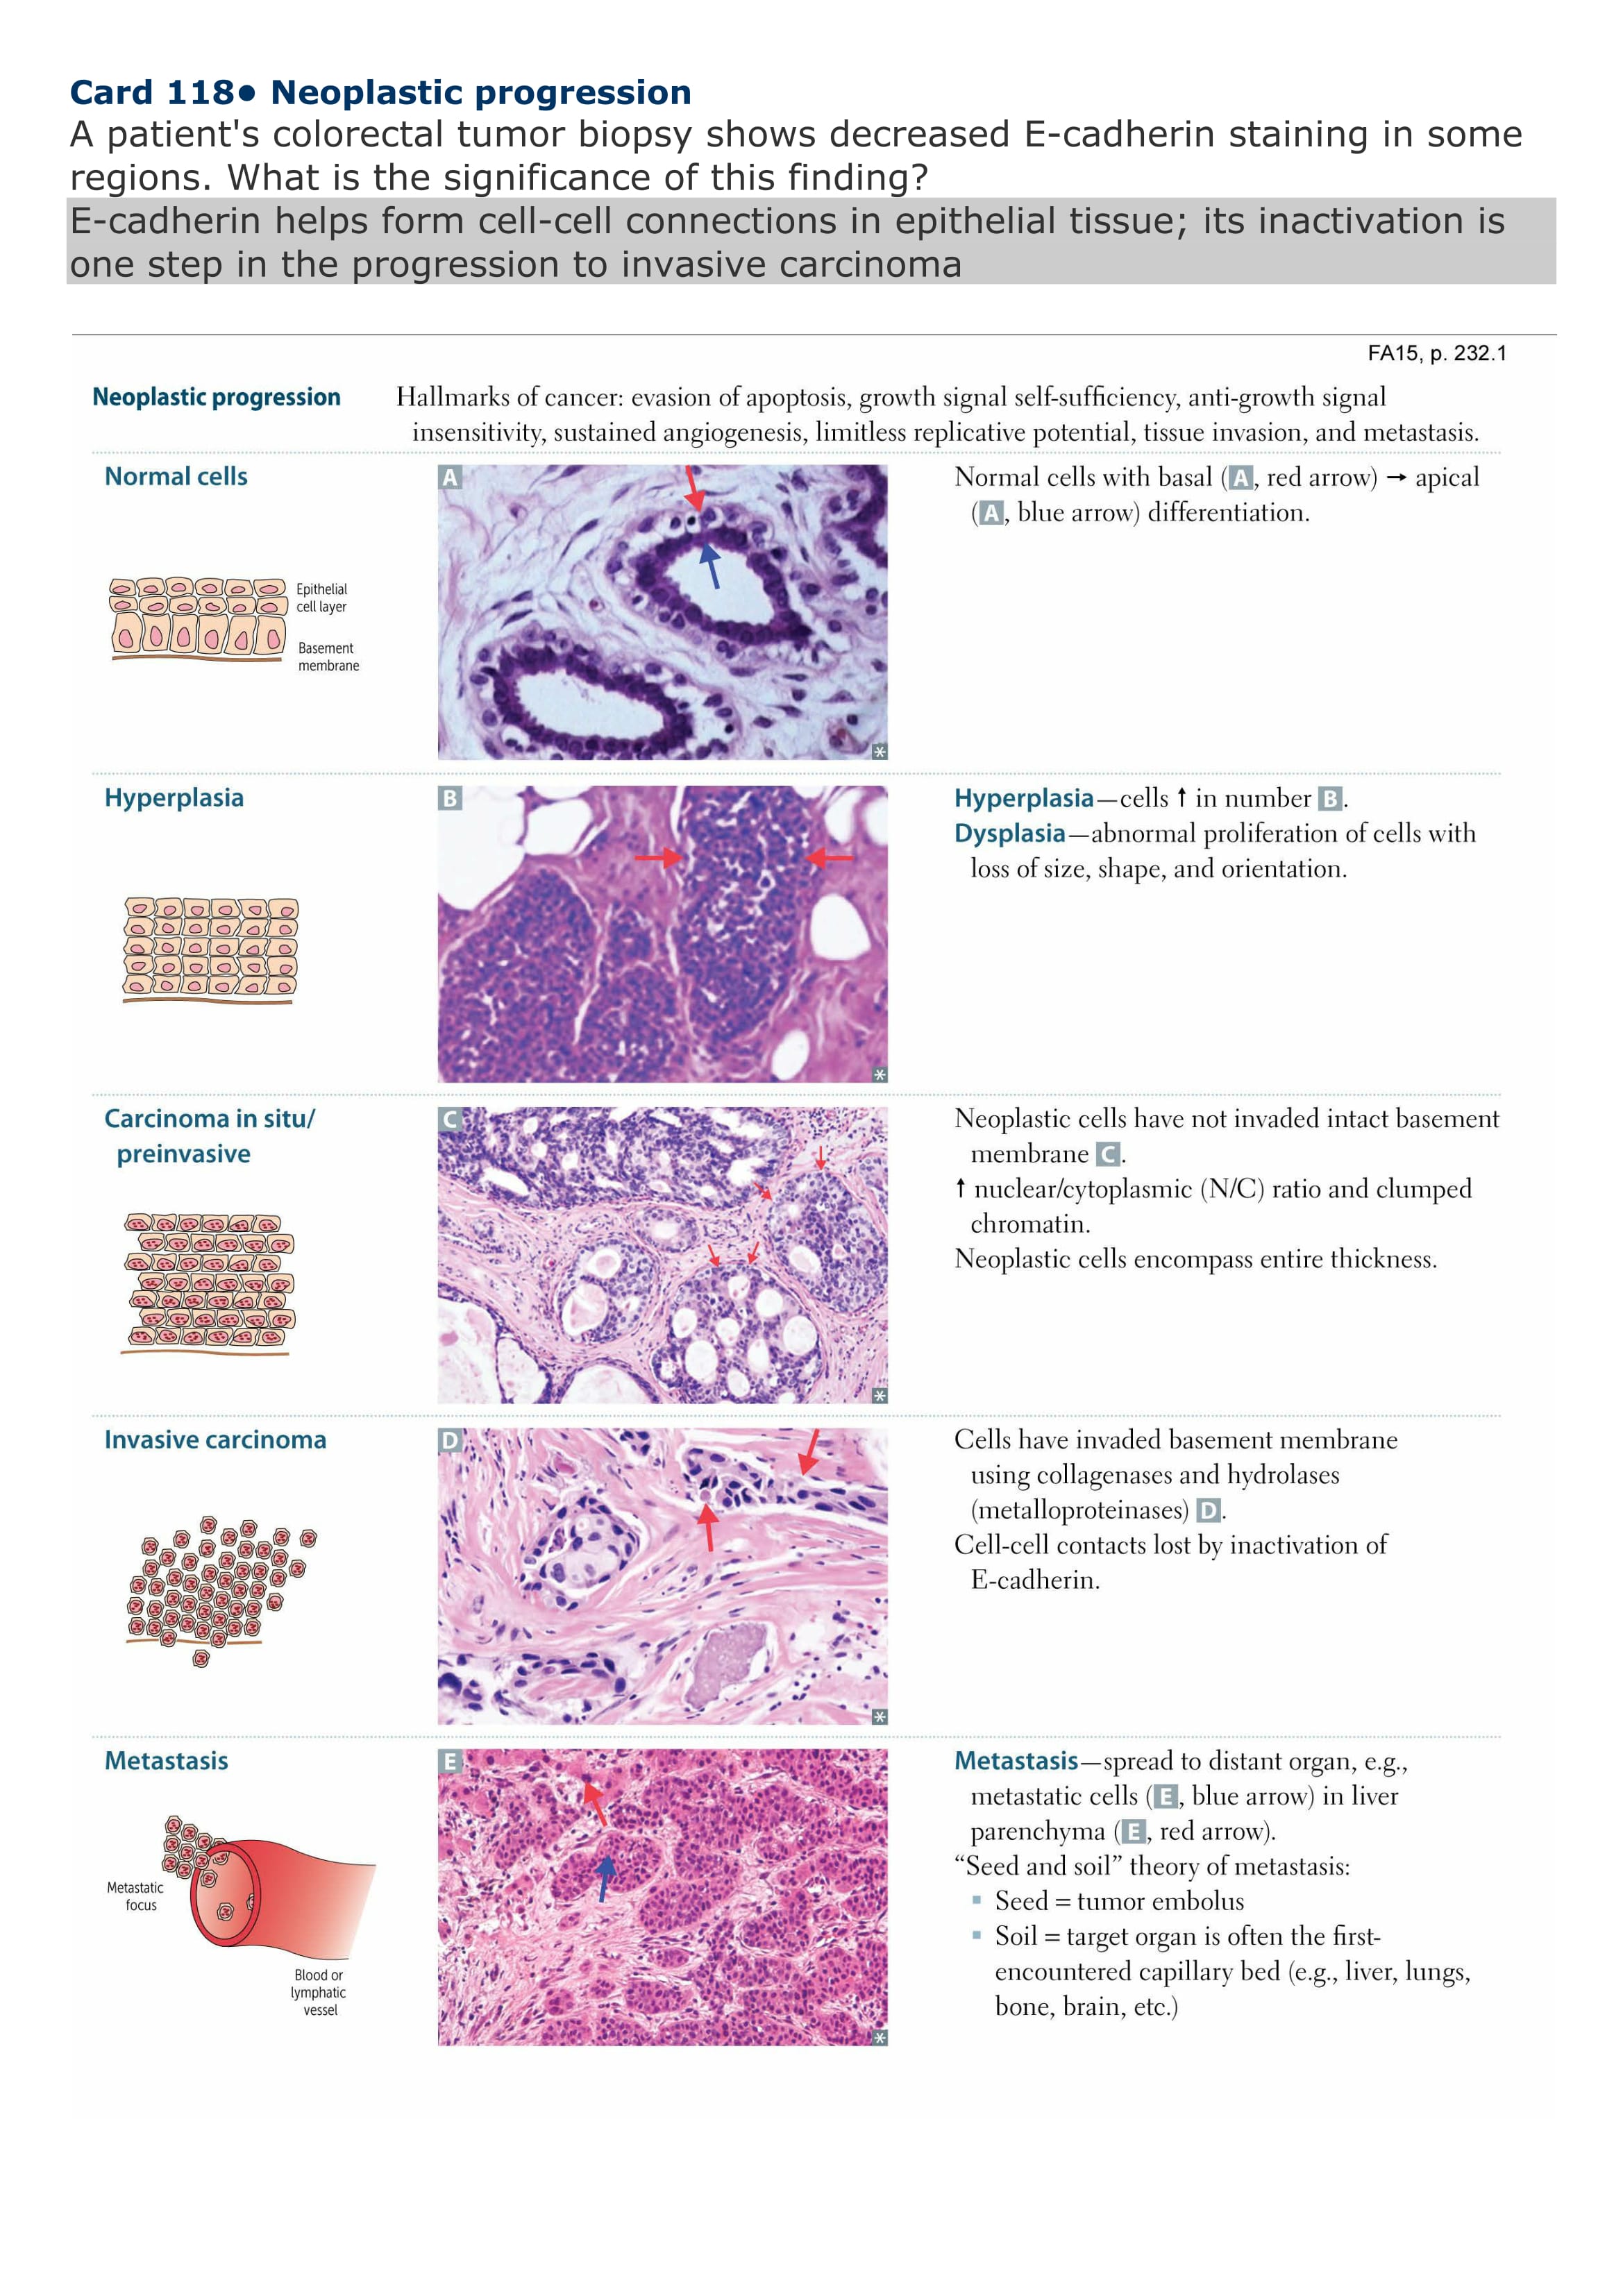 Card 118• Neoplastic progression
A patient's colorectal tumor biopsy shows decreased E-cadherin staining in some
regions. What is the significance of this finding?
E-cadherin helps form cell-cell connections in epithelial tissue; its inactivation is
one step in the progression to invasive carcinoma
FA15, p. 232.1
Neoplastic progression
Hallmarks of cancer: evasion of apoptosis, growth signal self-sufficiency, anti-growth signal
insensitivity, sustained angiogenesis, limitless replicative potential, tissue invasion, and metastasis.
Normal cells
Epithelial
cell layer
Basement
membrane
A
*
Normal cells with basal (A, red arrow) → apical
(A, blue arrow) differentiation.
Hyperplasia
B
*
Hyperplasia—cells ↑ in number B.
Dysplasia—abnormal proliferation of cells with
loss of size, shape, and orientation.
Carcinoma in situ/
preinvasive
C
*
Neoplastic cells have not invaded intact basement
membrane C.
↑ nuclear/cytoplasmic (N/C) ratio and clumped
chromatin.
Neoplastic cells encompass entire thickness.
Invasive carcinoma
D
*
Cells have invaded basement membrane
using collagenases and hydrolases
(metalloproteinases) D.
Cell-cell contacts lost by inactivation of
E-cadherin.
Metastasis
Metastatic
focus
Blood or
lymphatic
vessel
E
*
Metastasis—spread to distant organ, e.g.,
metastatic cells (E, blue arrow) in liver
parenchyma (E, red arrow).
“Seed and soil” theory of metastasis:
▪ Seed = tumor embolus
▪ Soil = target organ is often the first-
encountered capillary bed (e.g., liver, lungs,
bone, brain, etc.)